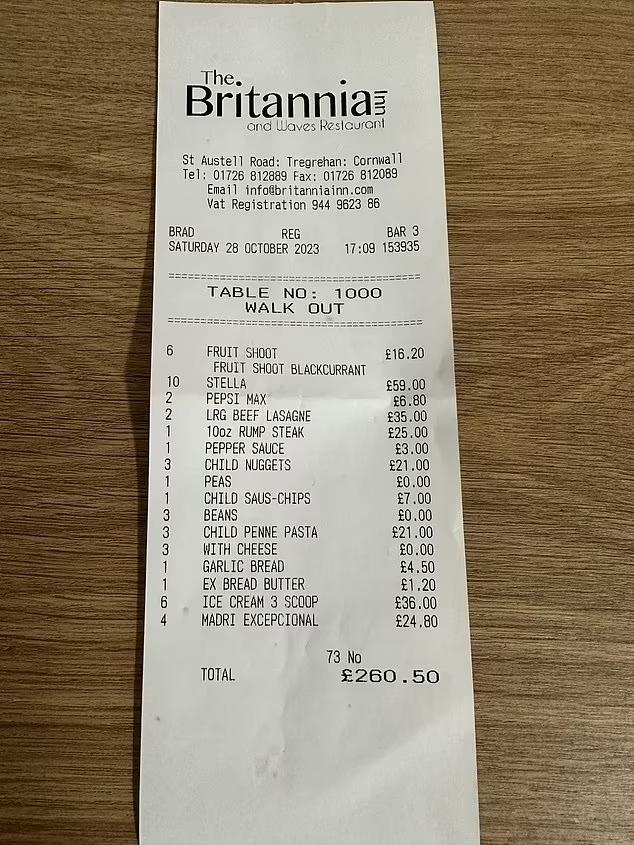 The
Britannia Inn
and Waves Restaurant
St Austell Road: Tregrehan: Cornwall
Tel: 01726 812889 Fax: 01726 812089
Email info@britanniainn.com
Vat Registration 944 9623 86
BRAD REG BAR 3
SATURDAY 28 OCTOBER 2023 17:09 153935
========================================
TABLE NO: 1000
WALK OUT
========================================
6 FRUIT SHOOT £16.20
FRUIT SHOOT BLACKCURRANT
10 STELLA £59.00
2 PEPSI MAX £6.80
2 LRG BEEF LASAGNE £35.00
1 10oz RUMP STEAK £25.00
1 PEPPER SAUCE £3.00
3 CHILD NUGGETS £21.00
1 PEAS £0.00
1 CHILD SAUS-CHIPS £7.00
3 BEANS £0.00
3 CHILD PENNE PASTA £21.00
3 WITH CHEESE £0.00
1 GARLIC BREAD £4.50
1 EX BREAD BUTTER £1.20
6 ICE CREAM 3 SCOOP £36.00
4 MADRI EXCEPCIONAL £24.80
73 No
TOTAL £260.50